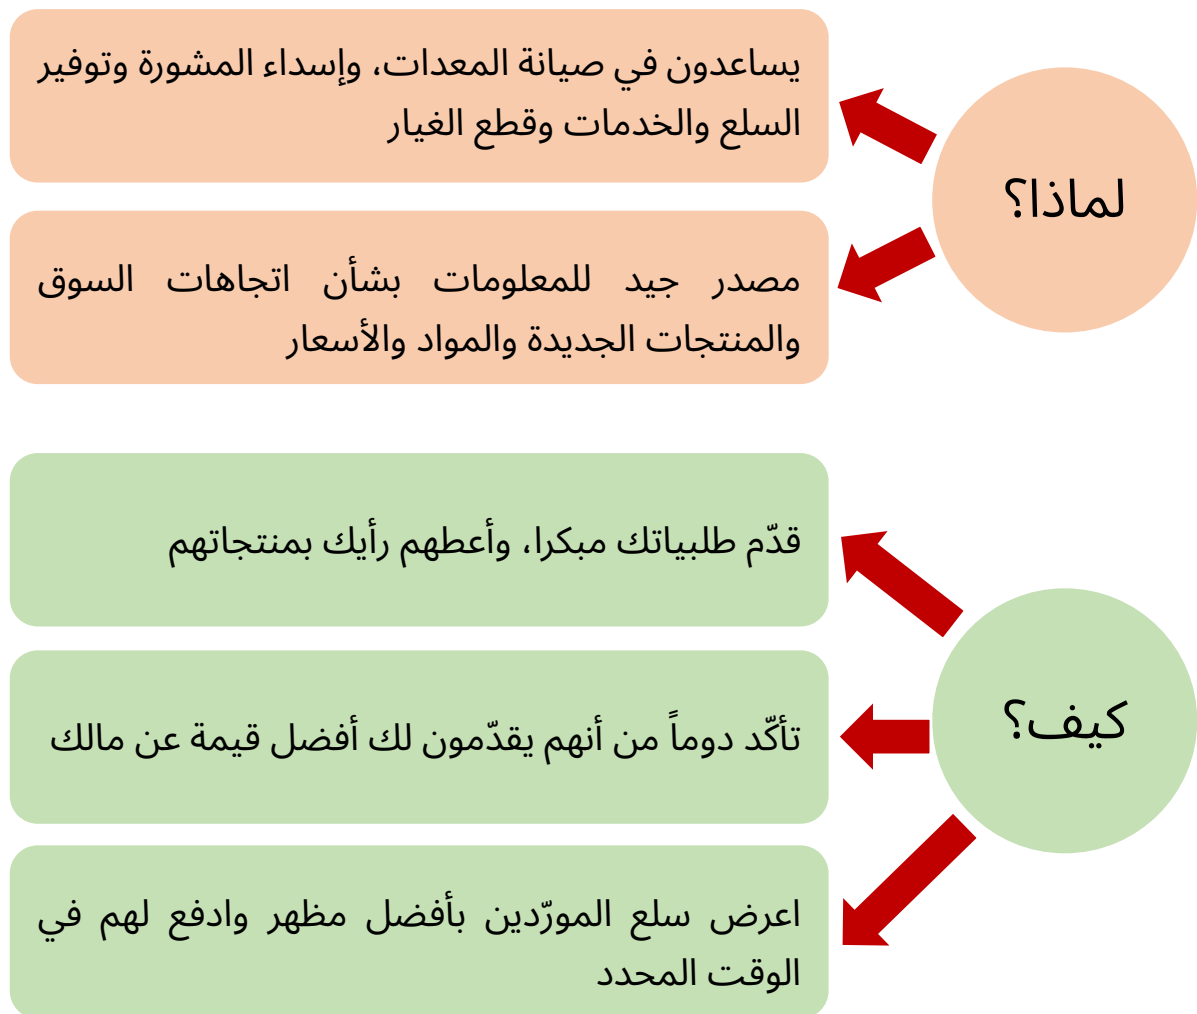 لماذا؟
يساعدون في صيانة المعدات، وإسداء المشورة وتوفير
السلع والخدمات وقطع الغيار
مصدر جيد للمعلومات بشأن اتجاهات السوق
والمنتجات الجديدة والمواد والأسعار
كيف؟
قدّم طلبياتك مبكرا، وأعطهم رأيك بمنتجاتهم
تأكّد دوماً من أنهم يقدّمون لك أفضل قيمة عن مالك
اعرض سلع المورّدين بأفضل مظهر وادفع لهم في
الوقت المحدد